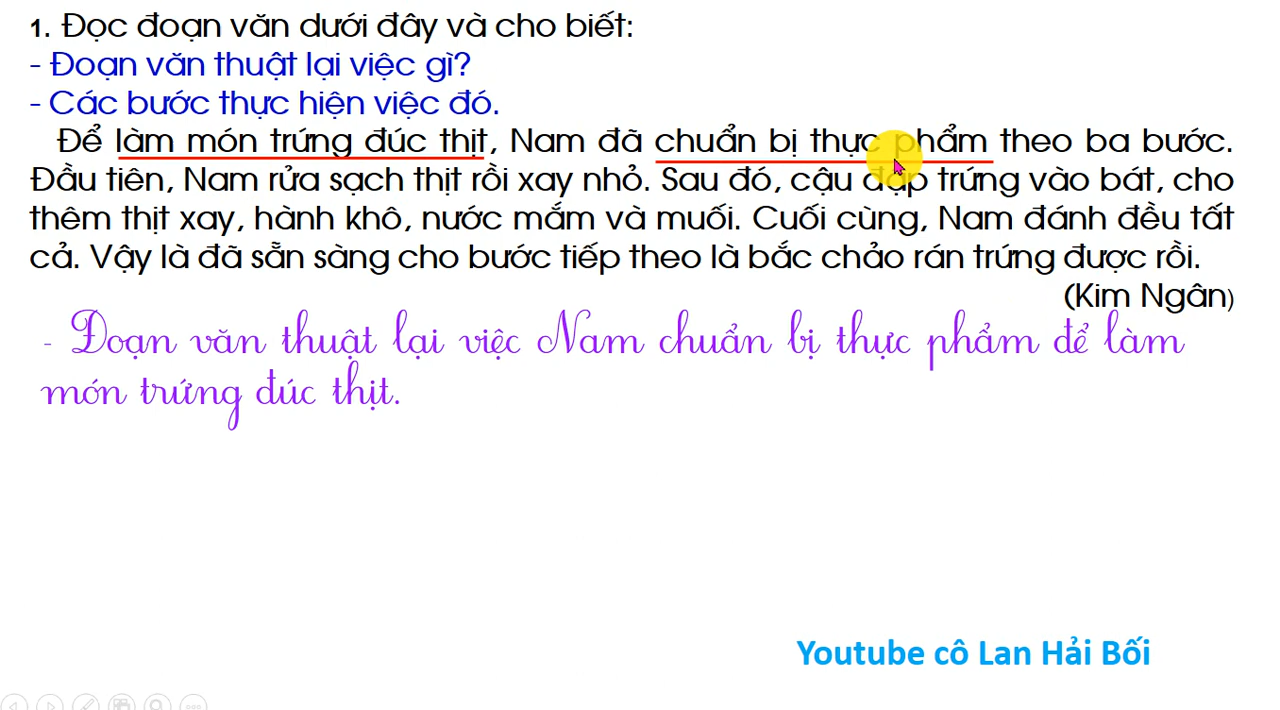 1. Đọc đoạn văn dưới đây và cho biết:
- Đoạn văn thuật lại việc gì?
- Các bước thực hiện việc đó.
Để làm món trứng đúc thịt, Nam đã chuẩn bị thực phẩm theo ba bước.
Đầu tiên, Nam rửa sạch thịt rồi xay nhỏ. Sau đó, cậu đập trứng vào bát, cho
thêm thịt xay, hành khô, nước mắm và muối. Cuối cùng, Nam đánh đều tất
cả. Vậy là đã sẵn sàng cho bước tiếp theo là bắc chảo rán trứng được rồi.
(Kim Ngân)
- Đoạn văn thuật lại việc Nam chuẩn bị thực phẩm để làm
món trứng đúc thịt.
Youtube cô Lan Hải Bối